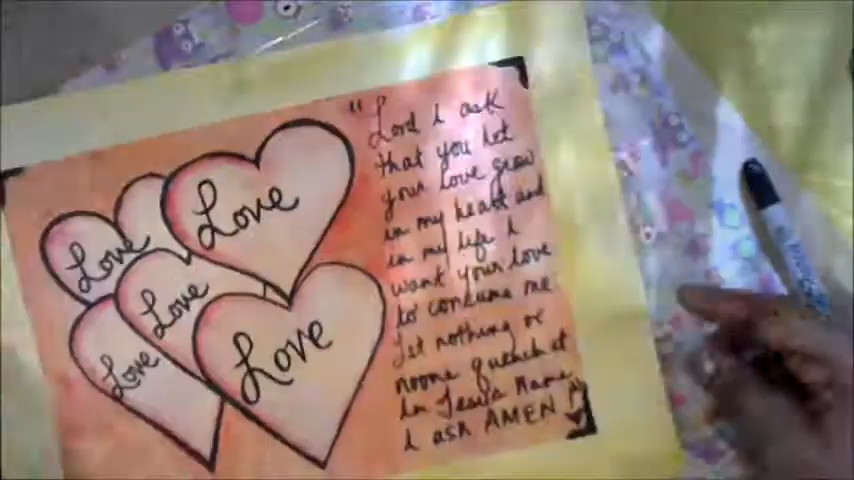 Love
Love
Love
Love
Love
"Lord I ask
that you let
your love grow
in my heart and
in my life I
want your love
to consume me
let nothing or
noone quench it
in Jesus Name
I ask AMEN